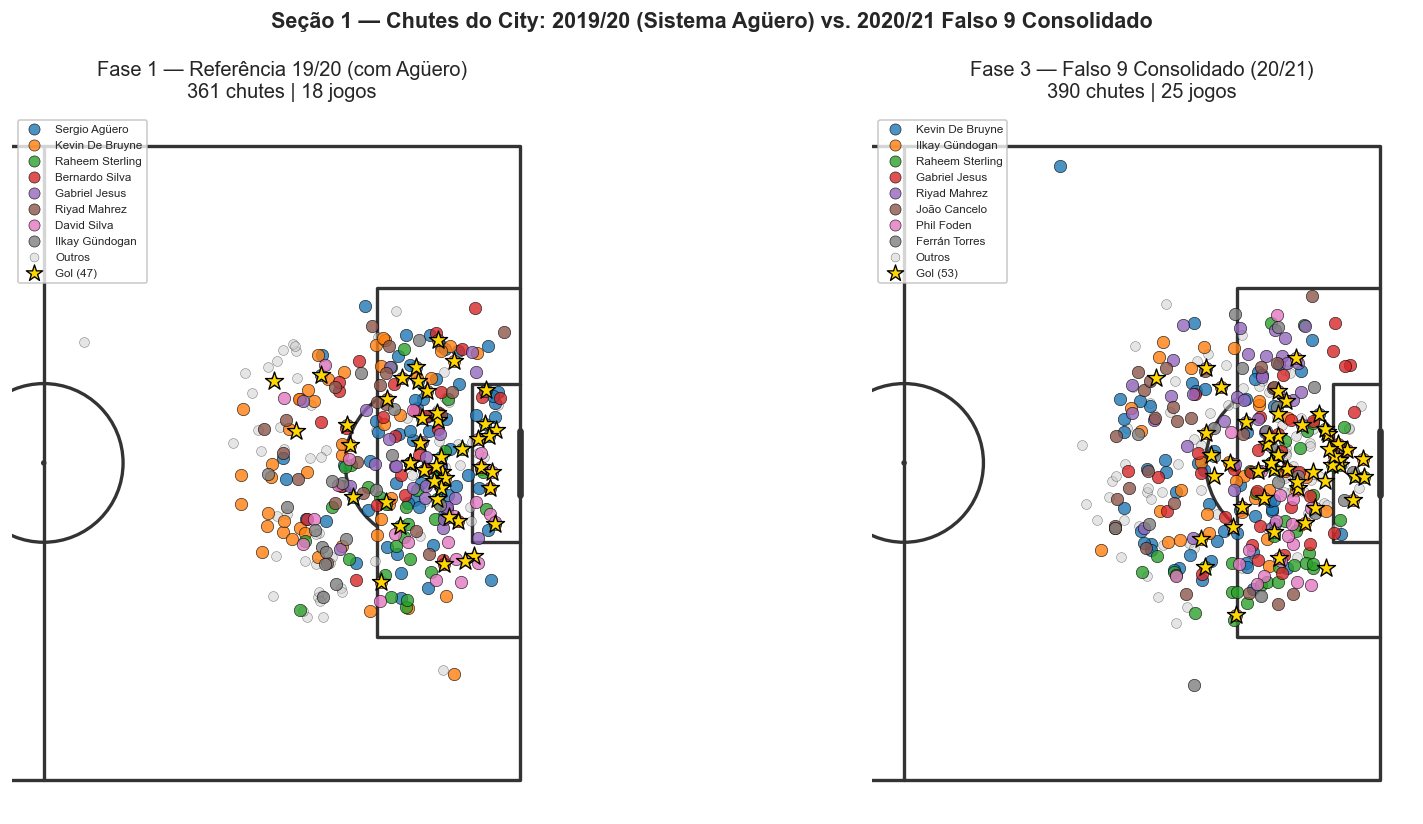 Seção 1 — Chutes do City: 2019/20 (Sistema Agüero) vs. 2020/21 Falso 9 Consolidado
Fase 1 — Referência 19/20 (com Agüero)
361 chutes | 18 jogos
Sergio Agüero
Kevin De Bruyne
Raheem Sterling
Bernardo Silva
Gabriel Jesus
Riyad Mahrez
David Silva
Ilkay Gündogan
Outros
Gol (47)
Fase 3 — Falso 9 Consolidado (20/21)
390 chutes | 25 jogos
Kevin De Bruyne
Ilkay Gündogan
Raheem Sterling
Gabriel Jesus
Riyad Mahrez
João Cancelo
Phil Foden
Ferrán Torres
Outros
Gol (53)